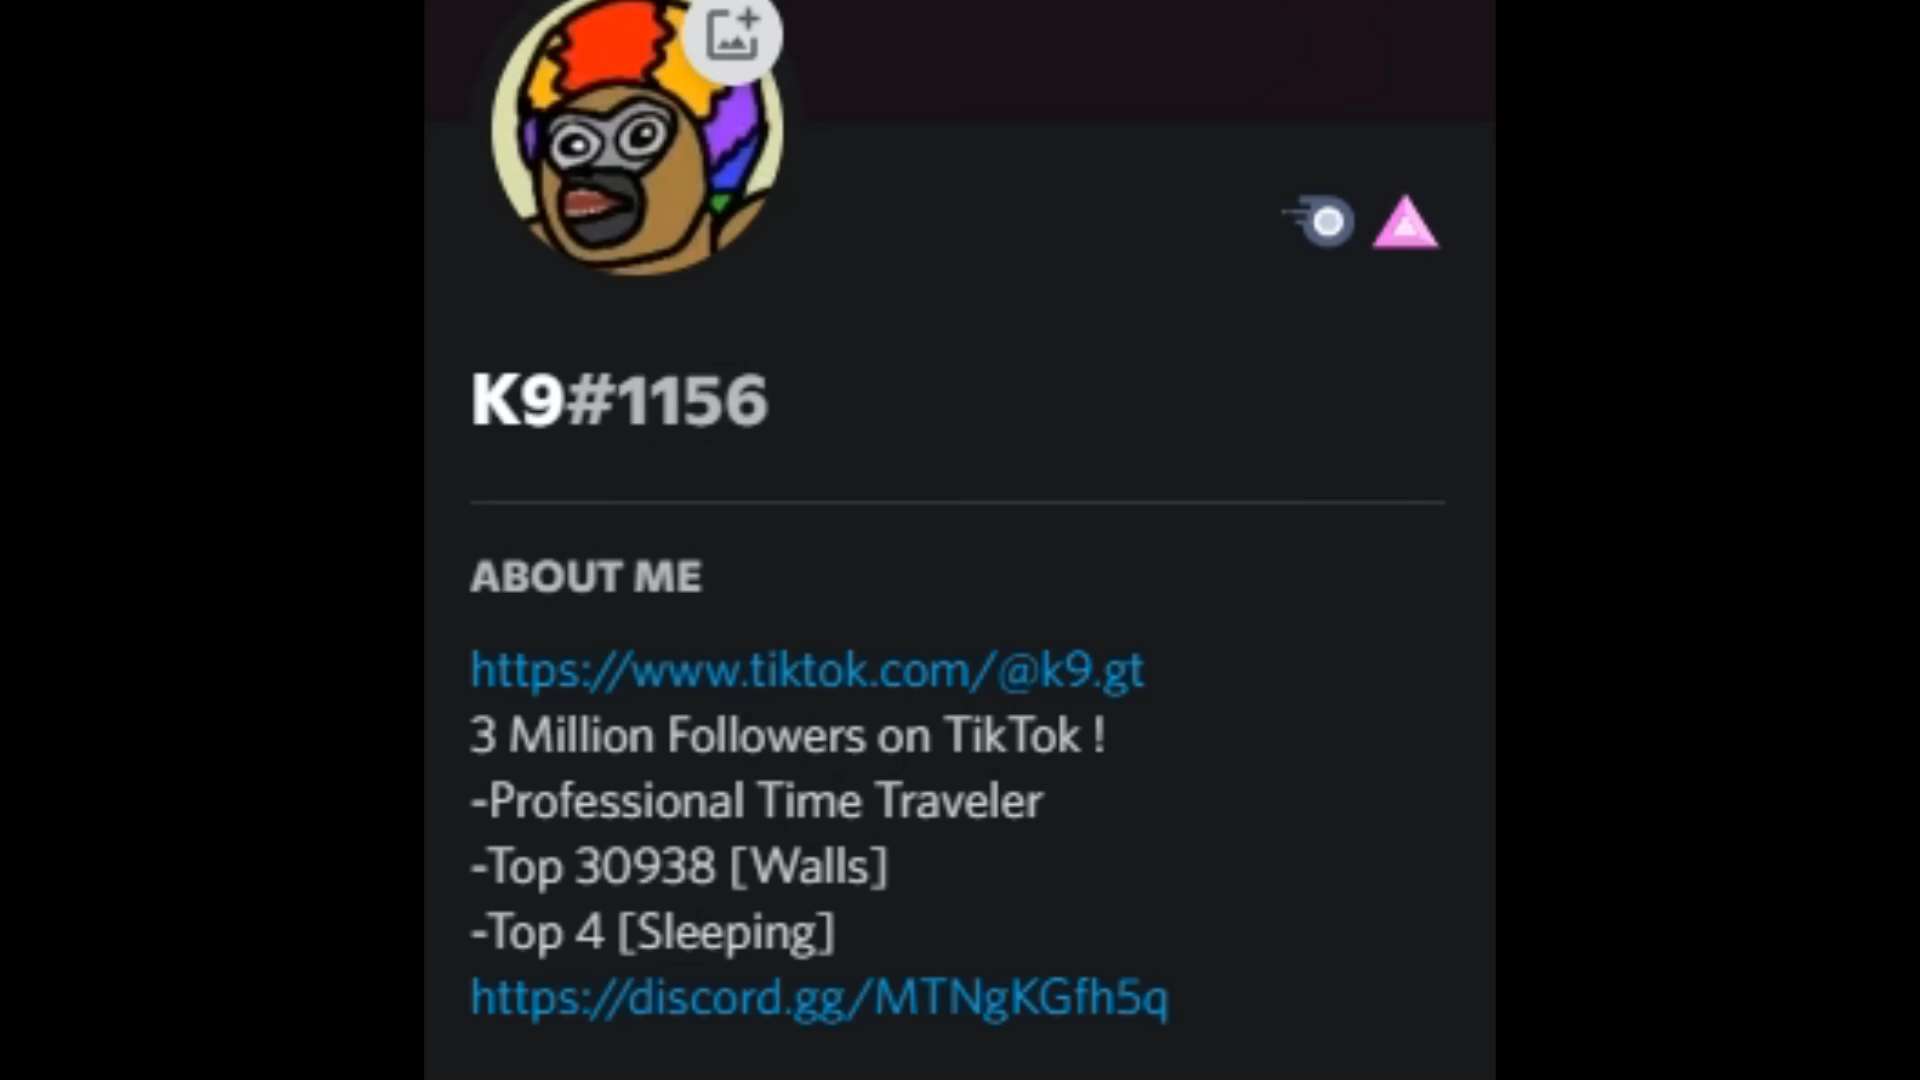 K9#1156
ABOUT ME
https://www.tiktok.com/@k9.gt
3 Million Followers on TikTok !
-Professional Time Traveler
-Top 30938 [Walls]
-Top 4 [Sleeping]
https://discord.gg/MTNgKGfh5q